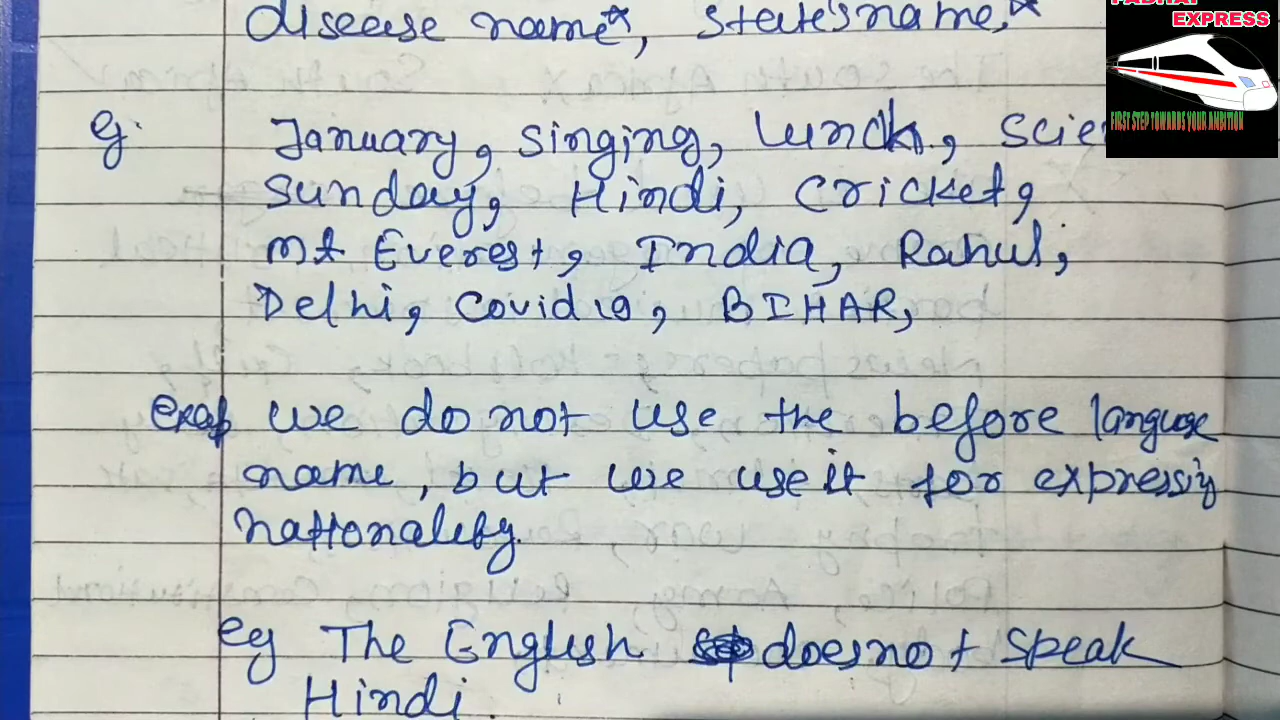 PADHAI
EXPRESS
FIRST STEP TOWARDS YOUR AMBITION
disease name*, state's name,*
eg. January, singing, lunch, Scie
Sunday, Hindi, Cricket,
Mt Everest, India, Rahul,
Delhi, Covid 19, BIHAR,
we do not use the before language
name, but we use it for expressing
nationality.
eg The English does not speak
Hindi.